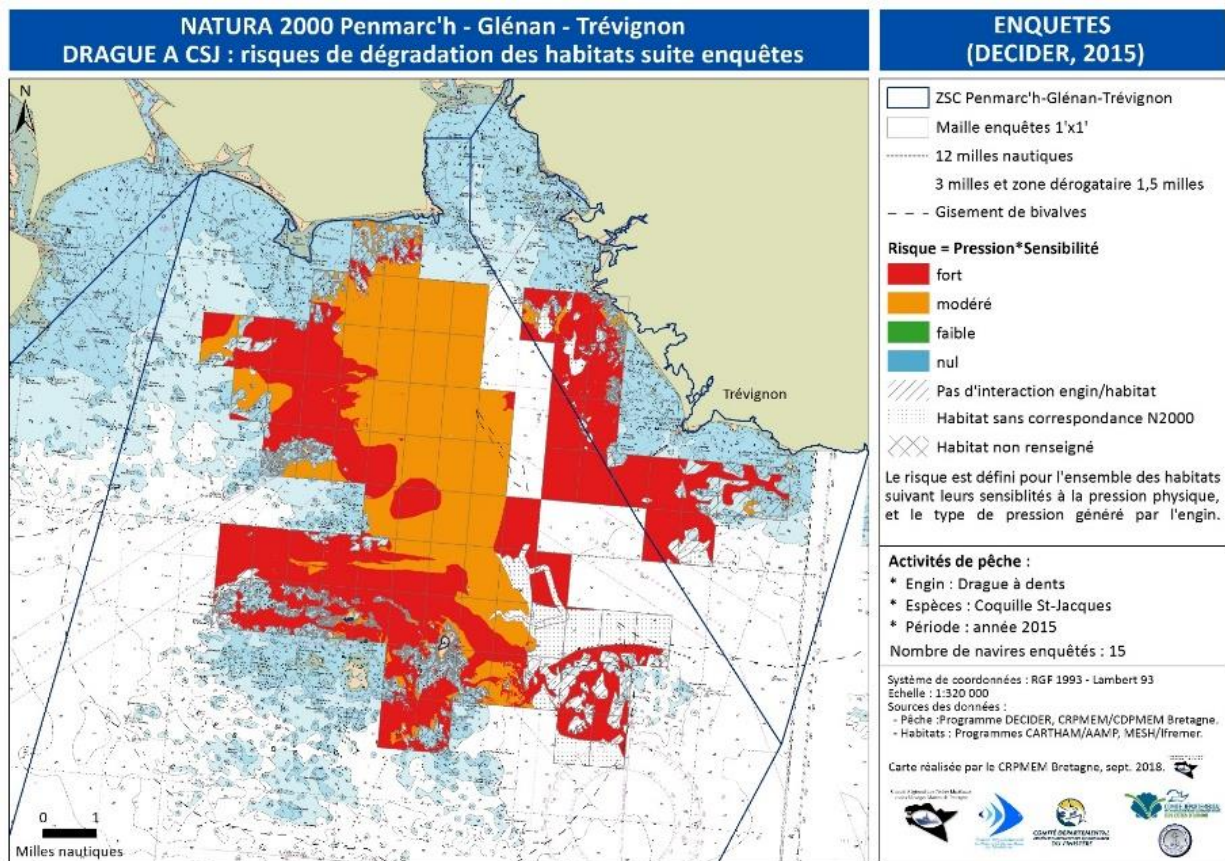 NATURA 2000 Penmarc'h - Glénan - Trévignon
DRAGUE A CSJ : risques de dégradation des habitats suite enquêtes
ENQUETES
(DECIDER, 2015)
N
Trévignon
0 1
Milles nautiques
ZSC Penmarc'h-Glénan-Trévignon
Maille enquêtes 1'x1'
12 milles nautiques
3 milles et zone dérogataire 1,5 milles
Gisement de bivalves
Risque = Pression*Sensibilité
fort
modéré
faible
nul
Pas d'interaction engin/habitat
Habitat sans correspondance N2000
Habitat non renseigné
Le risque est défini pour l'ensemble des habitats
suivant leurs sensiblités à la pression physique,
et le type de pression généré par l'engin.
Activités de pêche :
* Engin : Drague à dents
* Espèces : Coquille St-Jacques
* Période : année 2015
Nombre de navires enquêtés : 15
Système de coordonnées : RGF 1993 - Lambert 93
Echelle : 1:320 000
Sources des données :
- Pêche :Programme DECIDER, CRPMEM/CDPMEM Bretagne.
- Habitats : Programmes CARTHAM/AAMP, MESH/Ifremer.
Carte réalisée par le CRPMEM Bretagne, sept. 2018.
COMITÉ DÉPARTEMENTAL
DU FINISTÈRE